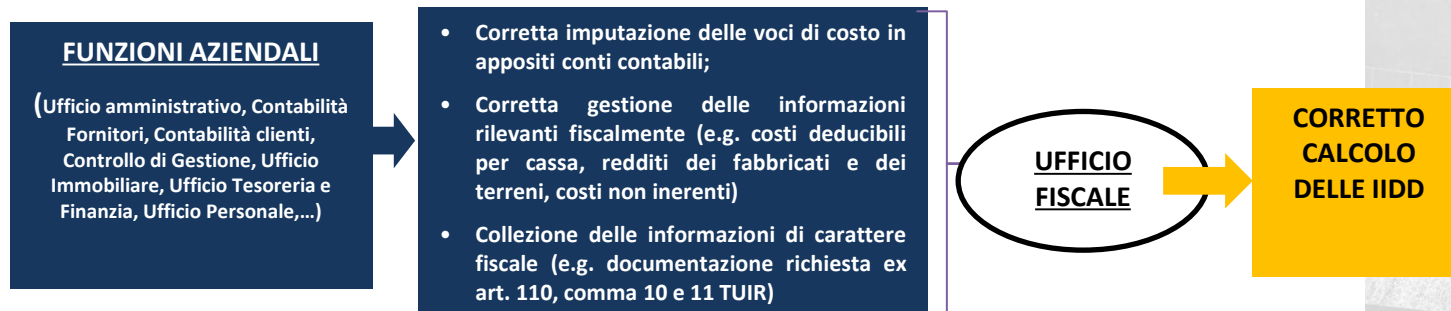 FUNZIONI AZIENDALI
(Ufficio amministrativo, Contabilità
Fornitori, Contabilità clienti,
Controllo di Gestione, Ufficio
Immobiliare, Ufficio Tesoreria e
Finanzia, Ufficio Personale,...)
• Corretta imputazione delle voci di costo in
appositi conti contabili;
• Corretta gestione delle informazioni
rilevanti fiscalmente (e.g. costi deducibili
per cassa, redditi dei fabbricati e dei
terreni, costi non inerenti)
• Collezione delle informazioni di carattere
fiscale (e.g. documentazione richiesta ex
art. 110, comma 10 e 11 TUIR)
UFFICIO
FISCALE
CORRETTO
CALCOLO
DELLE IIDD